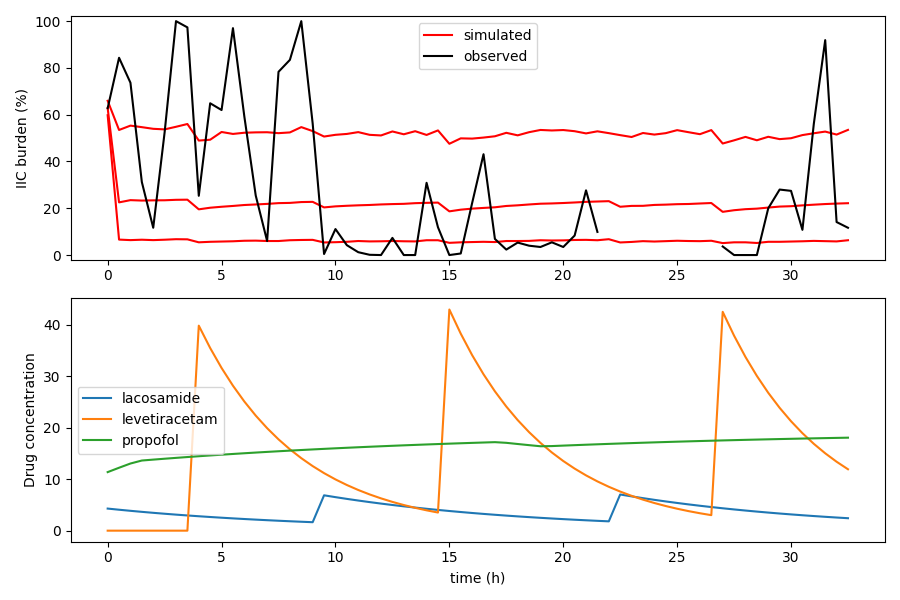 100
80
60
40
20
0
IIC burden (%)
simulated
observed
0 5 10 15 20 25 30
40
30
20
10
0
Drug concentration
lacosamide
levetiracetam
propofol
0 5 10 15 20 25 30
time (h)